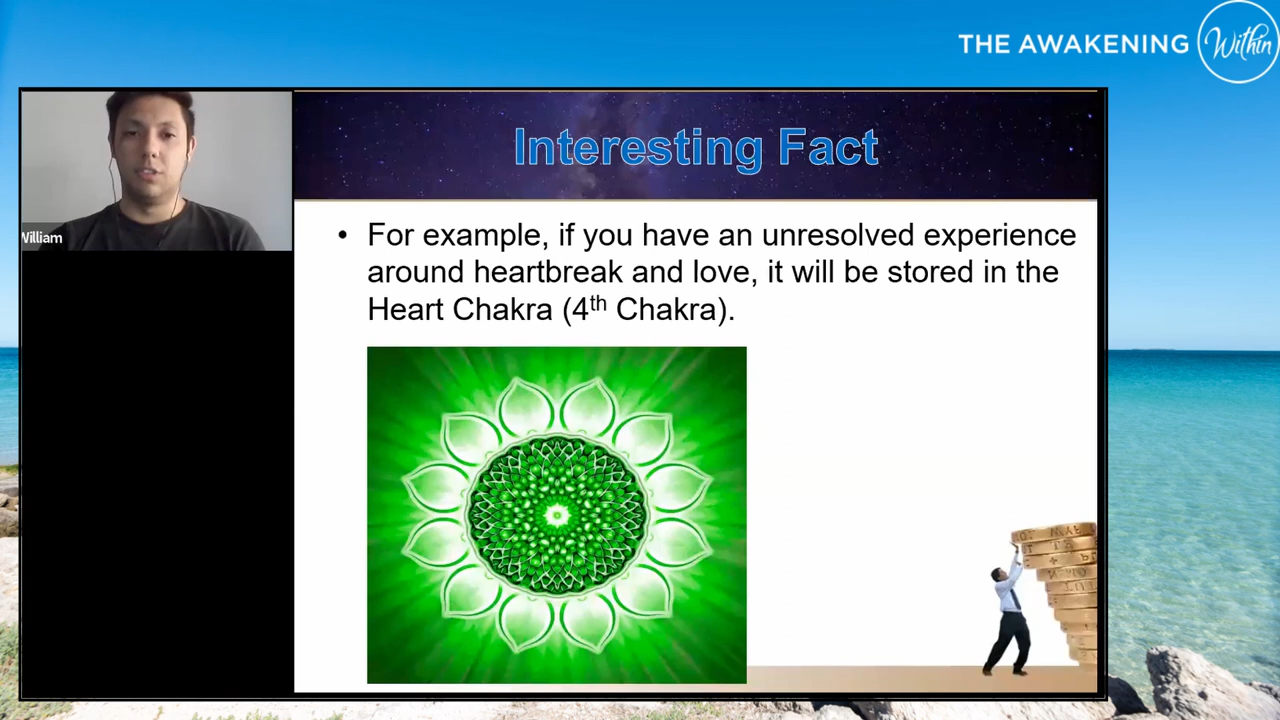 THE AWAKENING Within
Interesting Fact
William
• For example, if you have an unresolved experience
around heartbreak and love, it will be stored in the
Heart Chakra (4th Chakra).